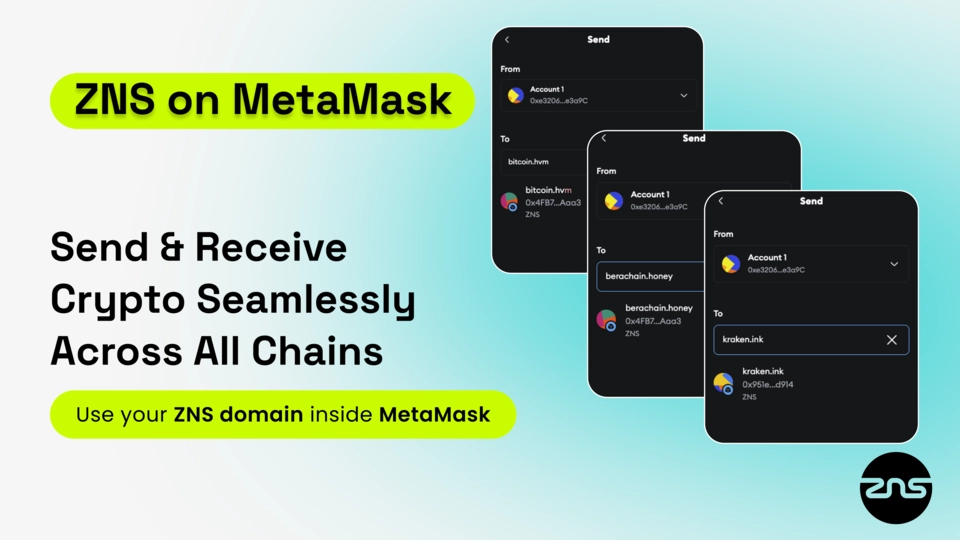 ZNS on MetaMask
Send & Receive
Crypto Seamlessly
Across All Chains
Use your ZNS domain inside MetaMask
Send
From
Account 1
0xe3206...e3a9C
To
bitcoin.hvm
bitcoin.hvm
0x4FB7...Aaa3
ZNS
Send
From
Account 1
0xe3206...e3a9C
To
berachain.honey
berachain.honey
0x4FB7...Aaa3
ZNS
Send
From
Account 1
0xe3206...e3a9C
To
kraken.ink
kraken.ink
0x951e...d914
ZNS
ZNS